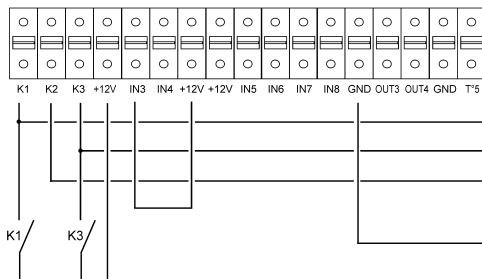 K1 K2 K3 +12V IN3 IN4 +12V +12V IN5 IN6 IN7 IN8 GND OUT3 OUT4 GND T°5
K1 K3